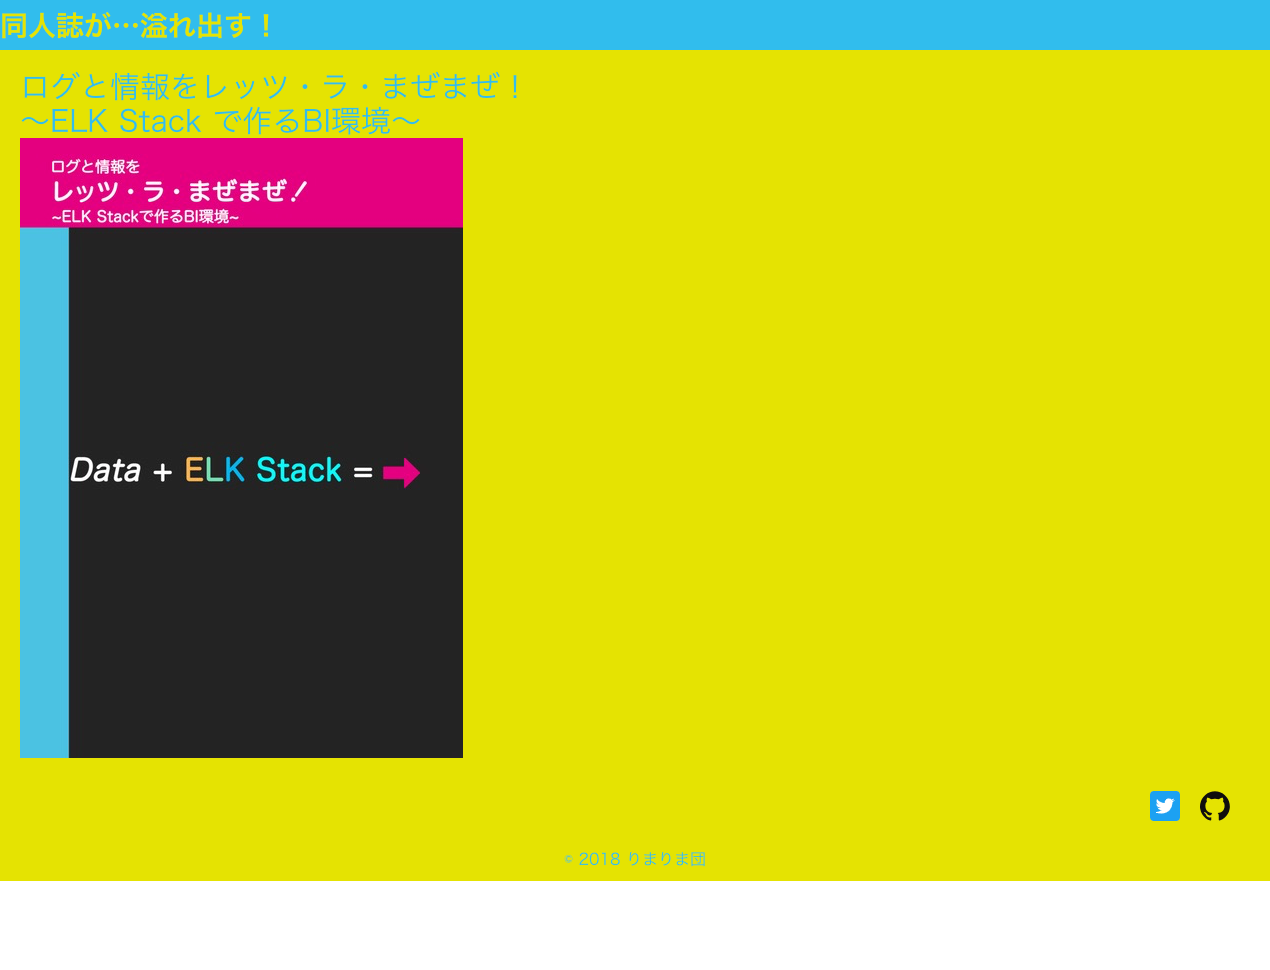 同人誌が…溢れ出す！
ログと情報をレッツ・ラ・まぜまぜ！
〜ELK Stack で作るBI環境〜
ログと情報を
レッツ・ラ・まぜまぜ！
~ELK Stackで作るBI環境~
Data + ELK Stack =
© 2018 りまりま団